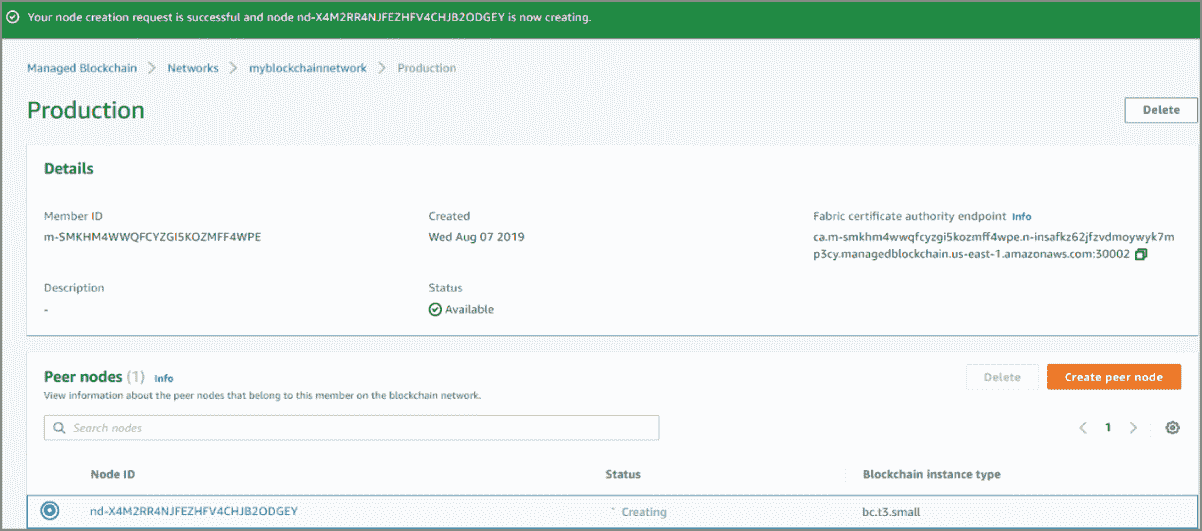 Your node creation request is successful and node nd-X4M2RR4NJFEZHFV4CHJB2ODGEY is now creating.
Managed Blockchain > Networks > myblockchainnetwork > Production
Production
Delete
Details
Member ID
m-SMKHM4WWQFCYZGI5KOZMFF4WPE
Created
Wed Aug 07 2019
Fabric certificate authority endpoint Info
ca.m-smkhm4wwqfcyzgi5kozmff4wpe.n-insafkz62jfzvdmoywyk7m
p3cy.managedblockchain.us-east-1.amazonaws.com:30002
Description
-
Status
Available
Peer nodes (1) Info
View information about the peer nodes that belong to this member on the blockchain network.
Delete
Create peer node
Search nodes
1
Node ID Status Blockchain instance type
nd-X4M2RR4NJFEZHFV4CHJB2ODGEY Creating bc.t3.small